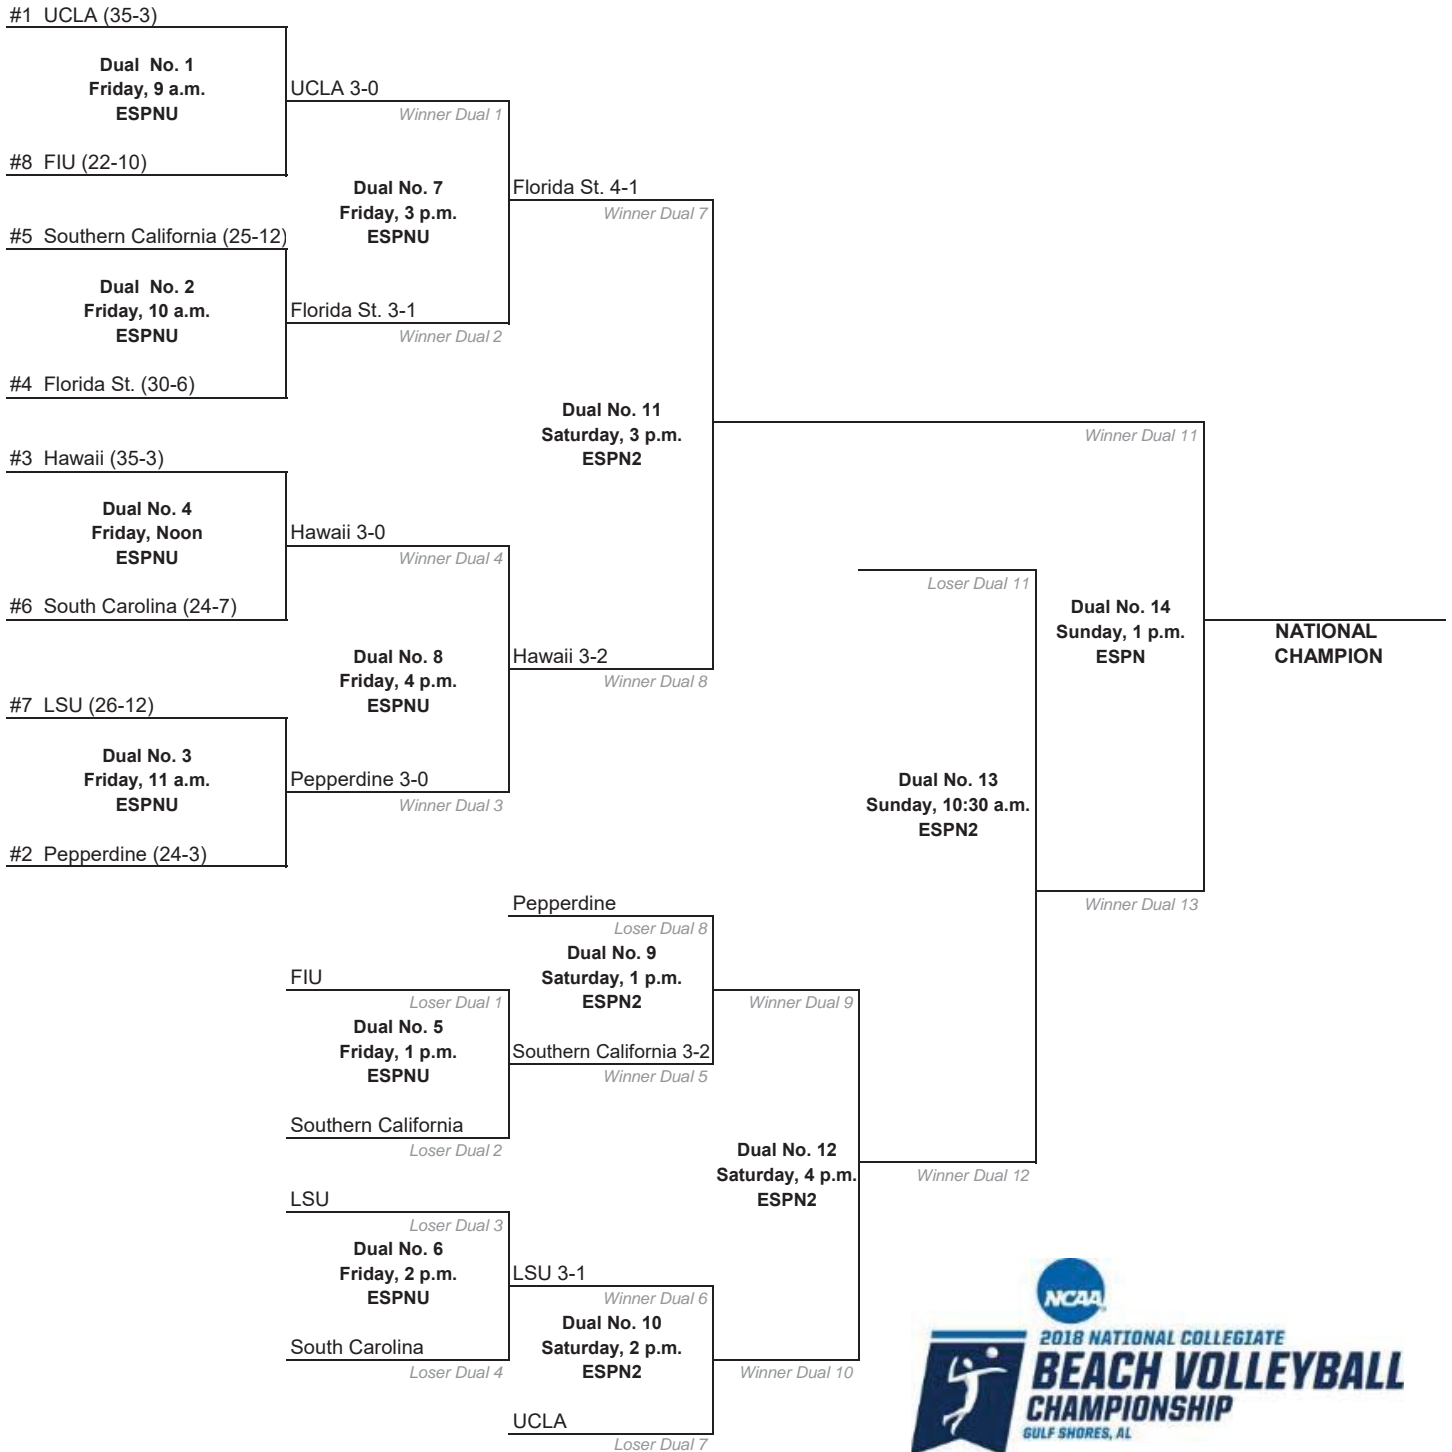 #1 UCLA (35-3)
Dual No. 1
Friday, 9 a.m.
ESPNU
#8 FIU (22-10)
UCLA 3-0
Winner Dual 1
#5 Southern California (25-12)
Dual No. 2
Friday, 10 a.m.
ESPNU
#4 Florida St. (30-6)
Florida St. 3-1
Winner Dual 2
Dual No. 7
Friday, 3 p.m.
ESPNU
Florida St. 4-1
Winner Dual 7
#3 Hawaii (35-3)
Dual No. 4
Friday, Noon
ESPNU
#6 South Carolina (24-7)
Hawaii 3-0
Winner Dual 4
#7 LSU (26-12)
Dual No. 3
Friday, 11 a.m.
ESPNU
#2 Pepperdine (24-3)
Pepperdine 3-0
Winner Dual 3
Dual No. 8
Friday, 4 p.m.
ESPNU
Hawaii 3-2
Winner Dual 8
Dual No. 11
Saturday, 3 p.m.
ESPN2
Winner Dual 11
Loser Dual 11
Dual No. 14
Sunday, 1 p.m.
ESPN
NATIONAL
CHAMPION
Dual No. 13
Sunday, 10:30 a.m.
ESPN2
Winner Dual 13
Pepperdine
Loser Dual 8
Dual No. 9
Saturday, 1 p.m.
ESPN2
Winner Dual 9
FIU
Loser Dual 1
Dual No. 5
Friday, 1 p.m.
ESPNU
Southern California 3-2
Winner Dual 5
Southern California
Loser Dual 2
Dual No. 12
Saturday, 4 p.m.
ESPN2
Winner Dual 12
LSU
Loser Dual 3
Dual No. 6
Friday, 2 p.m.
ESPNU
LSU 3-1
Winner Dual 6
South Carolina
Loser Dual 4
Dual No. 10
Saturday, 2 p.m.
ESPN2
Winner Dual 10
UCLA
Loser Dual 7
NCAA
2018 NATIONAL COLLEGIATE
BEACH VOLLEYBALL
CHAMPIONSHIP
GULF SHORES, AL